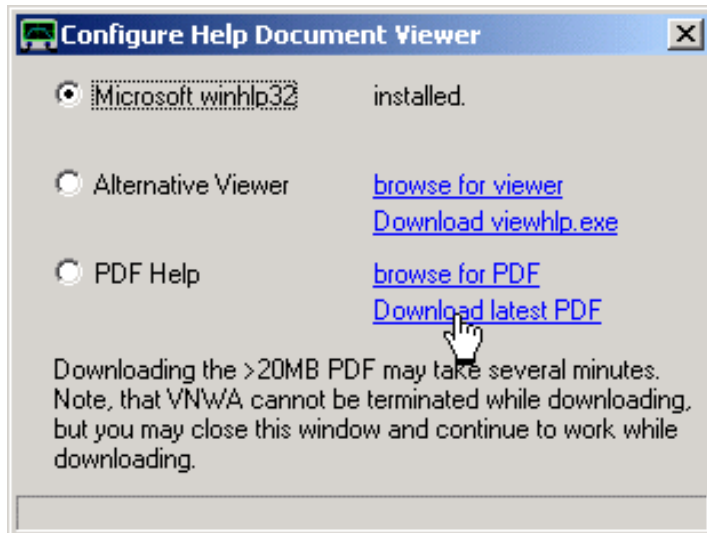 Configure Help Document Viewer
Microsoft winhlp32 installed.
Alternative Viewer browse for viewer
Download viewhlp.exe
PDF Help browse for PDF
Download latest PDF
Downloading the >20MB PDF may take several minutes.
Note, that VNWA cannot be terminated while downloading,
but you may close this window and continue to work while
downloading.